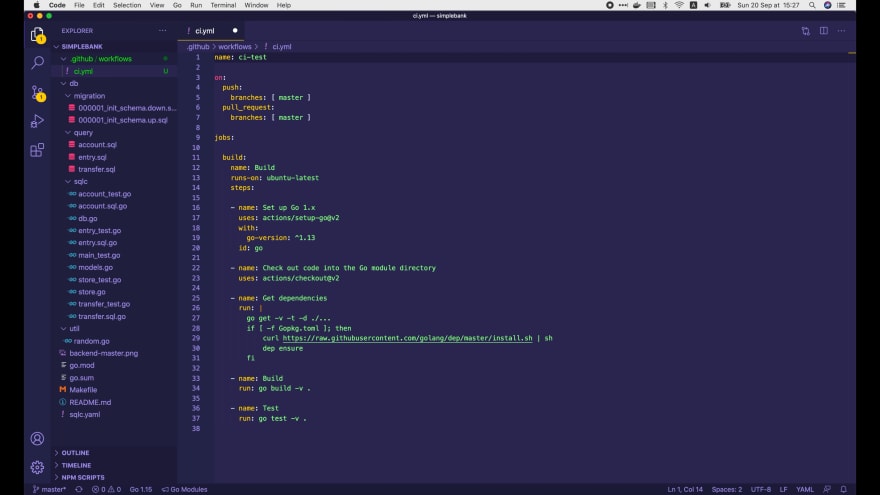 Code File Edit Selection View Go Run Terminal Window Help Sun 20 Sep at 15:27
ci.yml — simplebank
EXPLORER
SIMPLEBANK
.github / workflows
ci.yml U
db
migration
000001_init_schema.down.s...
000001_init_schema.up.sql
query
account.sql
entry.sql
transfer.sql
sqlc
account_test.go
account.sql.go
db.go
entry_test.go
entry.sql.go
main_test.go
models.go
store_test.go
store.go
transfer_test.go
transfer.sql.go
util
random.go
backend-master.png
go.mod
go.sum
Makefile
README.md
sqlc.yaml
OUTLINE
TIMELINE
NPM SCRIPTS
ci.yml
.github > workflows > ci.yml
1 name: ci-test
2
3 on:
4 push:
5 branches: [ master ]
6 pull_request:
7 branches: [ master ]
8
9 jobs:
10
11 build:
12 name: Build
13 runs-on: ubuntu-latest
14 steps:
15
16 - name: Set up Go 1.x
17 uses: actions/setup-go@v2
18 with:
19 go-version: ^1.13
20 id: go
21
22 - name: Check out code into the Go module directory
23 uses: actions/checkout@v2
24
25 - name: Get dependencies
26 run: |
27 go get -v -t -d ./...
28 if [ -f Gopkg.toml ]; then
29 curl https://raw.githubusercontent.com/golang/dep/master/install.sh | sh
30 dep ensure
31 fi
32
33 - name: Build
34 run: go build -v .
35
36 - name: Test
37 run: go test -v .
38
master* 0 0 Go 1.15 Go Modules Ln 1, Col 14 Spaces: 2 UTF-8 LF YAML